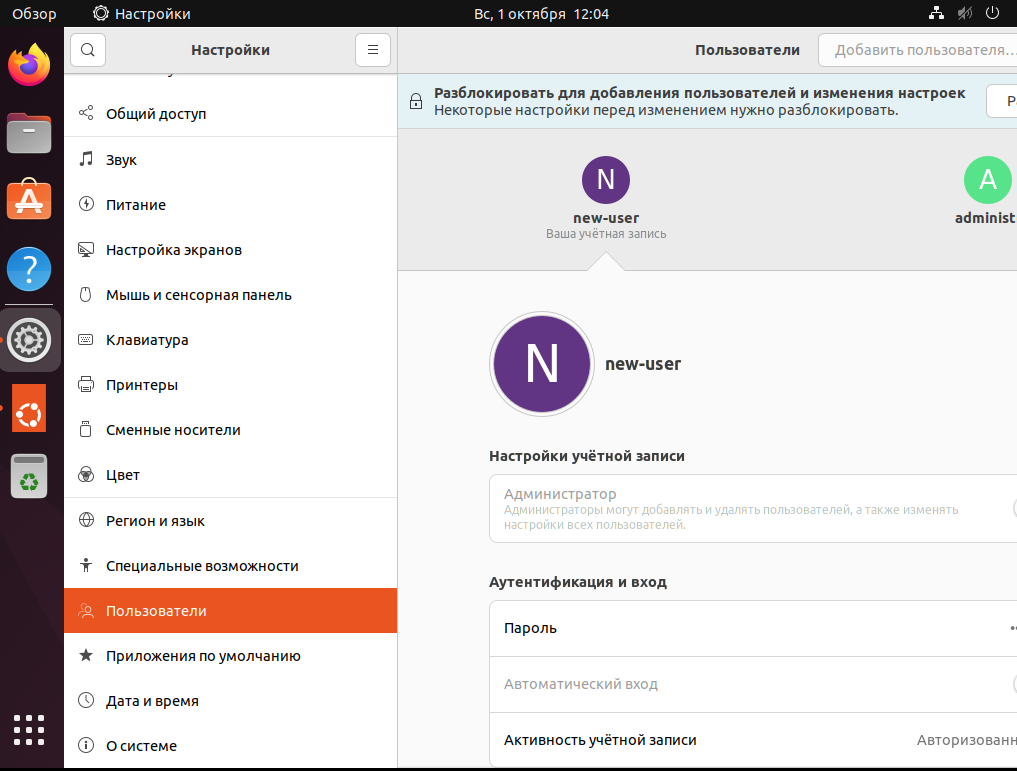 Обзор
Настройки
Вс, 1 октября 12:04
Настройки
Пользователи
Добавить пользователя…
Общий доступ
Звук
Питание
Настройка экранов
Мышь и сенсорная панель
Клавиатура
Принтеры
Сменные носители
Цвет
Регион и язык
Специальные возможности
Пользователи
Приложения по умолчанию
Дата и время
О системе
Разблокировать для добавления пользователей и изменения настроек
Некоторые настройки перед изменением нужно разблокировать.
N
new-user
Ваша учётная запись
A
administ
N
new-user
Настройки учётной записи
Администратор
Администраторы могут добавлять и удалять пользователей, а также изменять
настройки всех пользователей.
Аутентификация и вход
Пароль
Автоматический вход
Активность учётной записи
Авторизованн